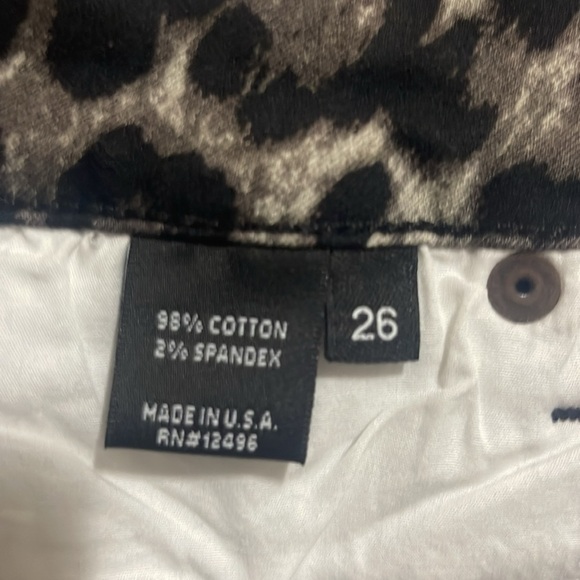 98% COTTON
2% SPANDEX
MADE IN U.S.A.
RN#12496
26